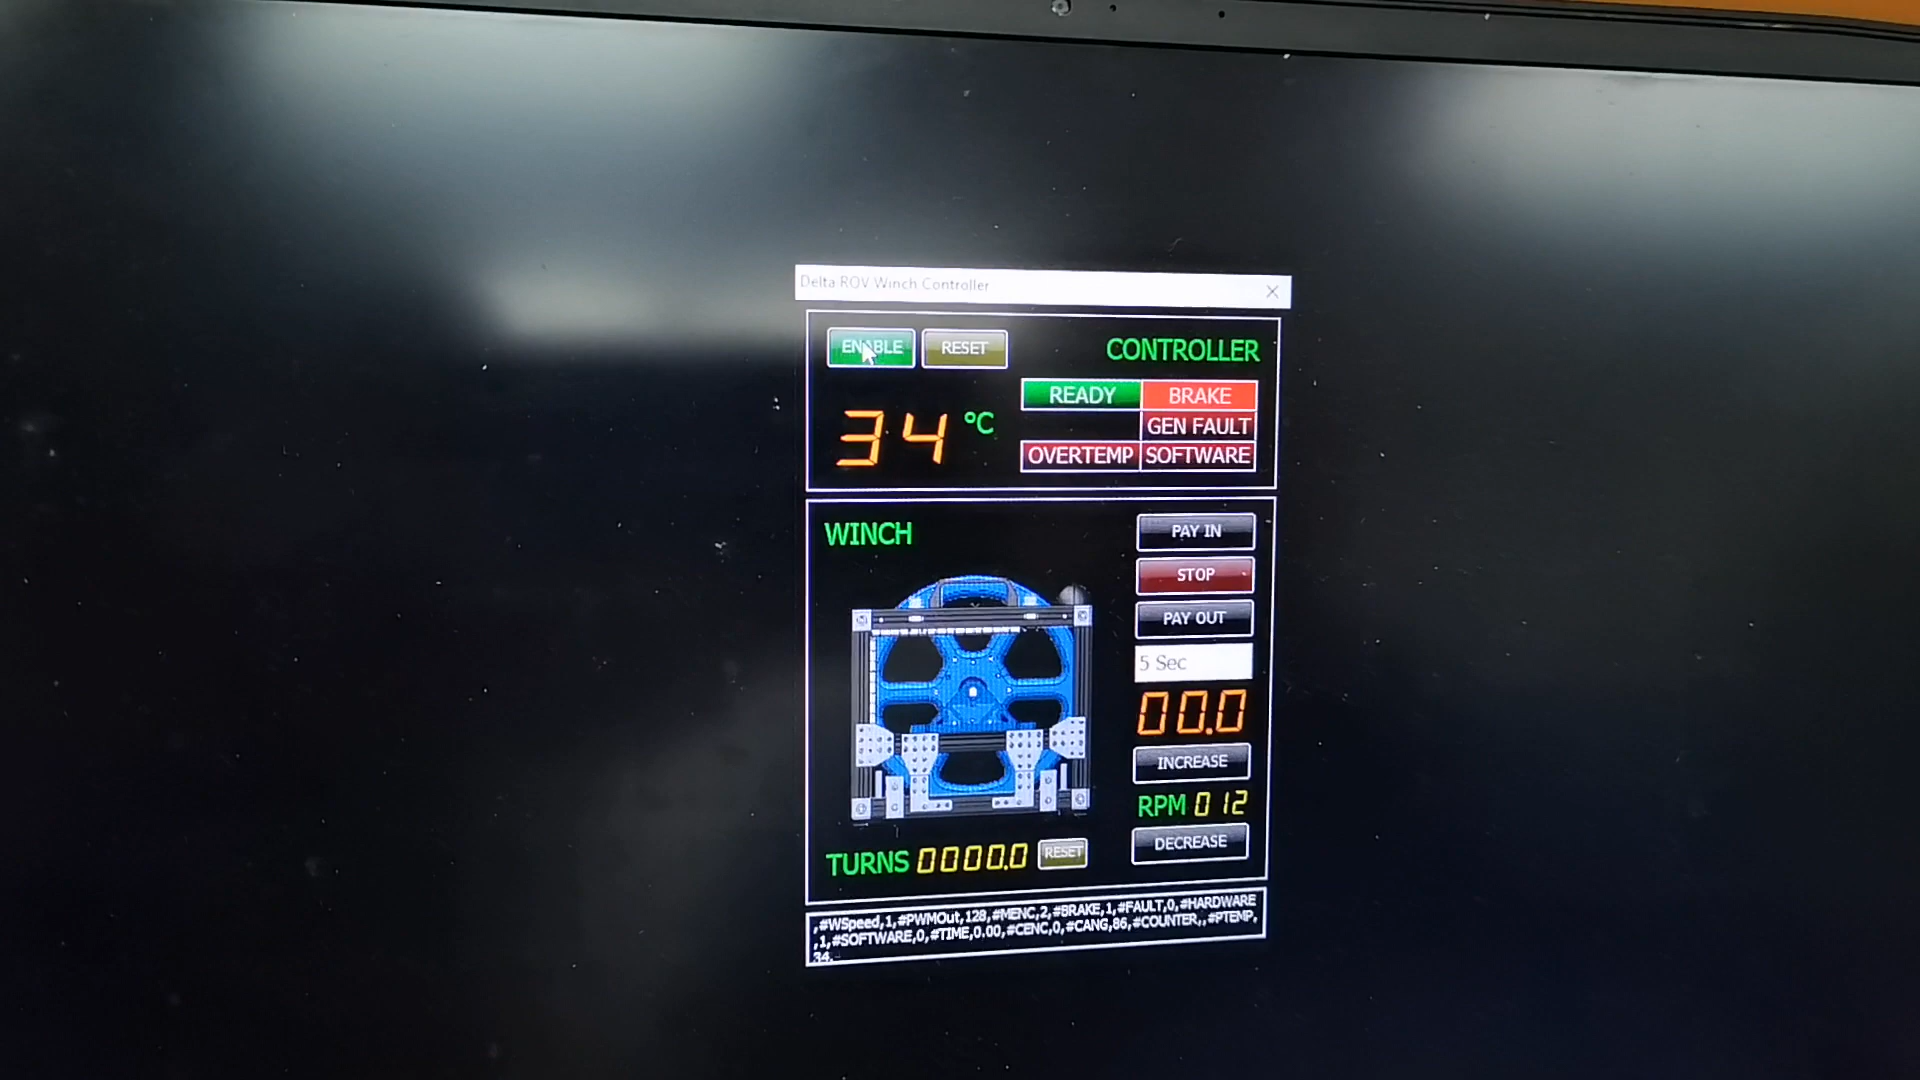 Delta ROV Winch Controller
ENABLE RESET CONTROLLER
READY BRAKE
34 °C
GEN FAULT
OVERTEMP SOFTWARE
WINCH
PAY IN
STOP
PAY OUT
5 Sec
00.0
INCREASE
RPM 012
DECREASE
TURNS 0000.0 RESET
,#WSpeed,1,#PWMOut,128,#MENC,2,#BRAKE,1,#FAULT,0,#HARDWARE
,1,#SOFTWARE,0,#TIME,0.00,#CENC,0,#CANG,86,#COUNTER,,#PTEMP,
34,